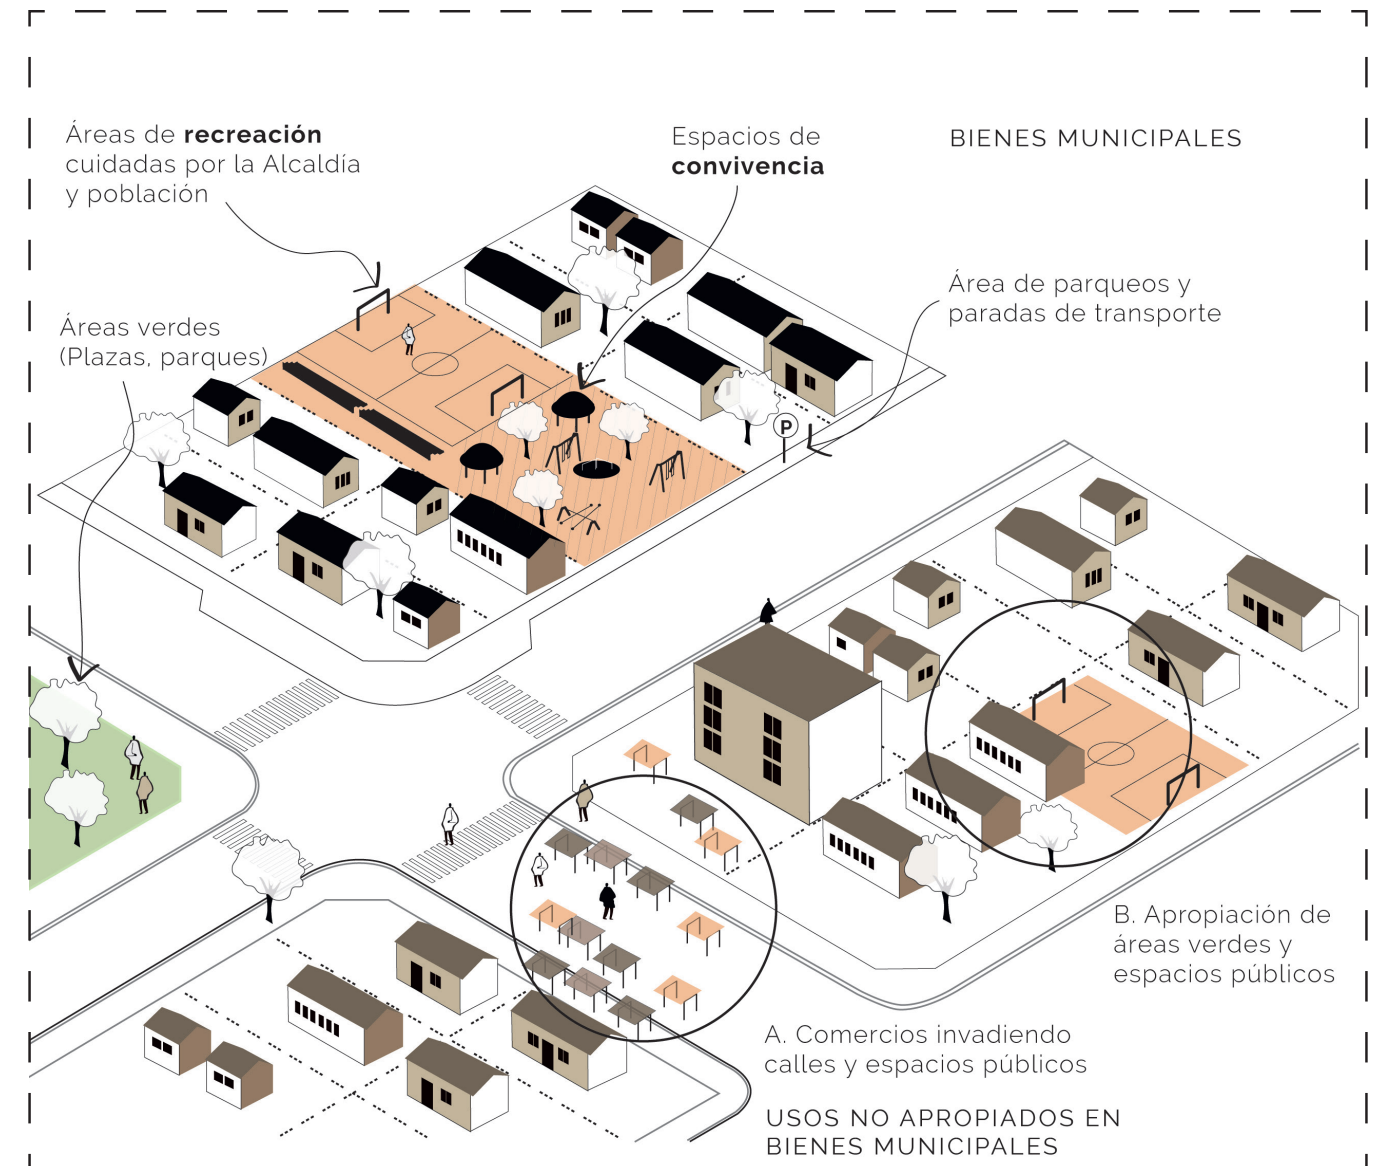 Áreas de recreación
cuidadas por la Alcaldía
y población
Espacios de
convivencia
BIENES MUNICIPALES
Área de parqueos y
paradas de transporte
Áreas verdes
(Plazas, parques)
P
B. Apropiación de
áreas verdes y
espacios públicos
A. Comercios invadiendo
calles y espacios públicos
USOS NO APROPIADOS EN
BIENES MUNICIPALES